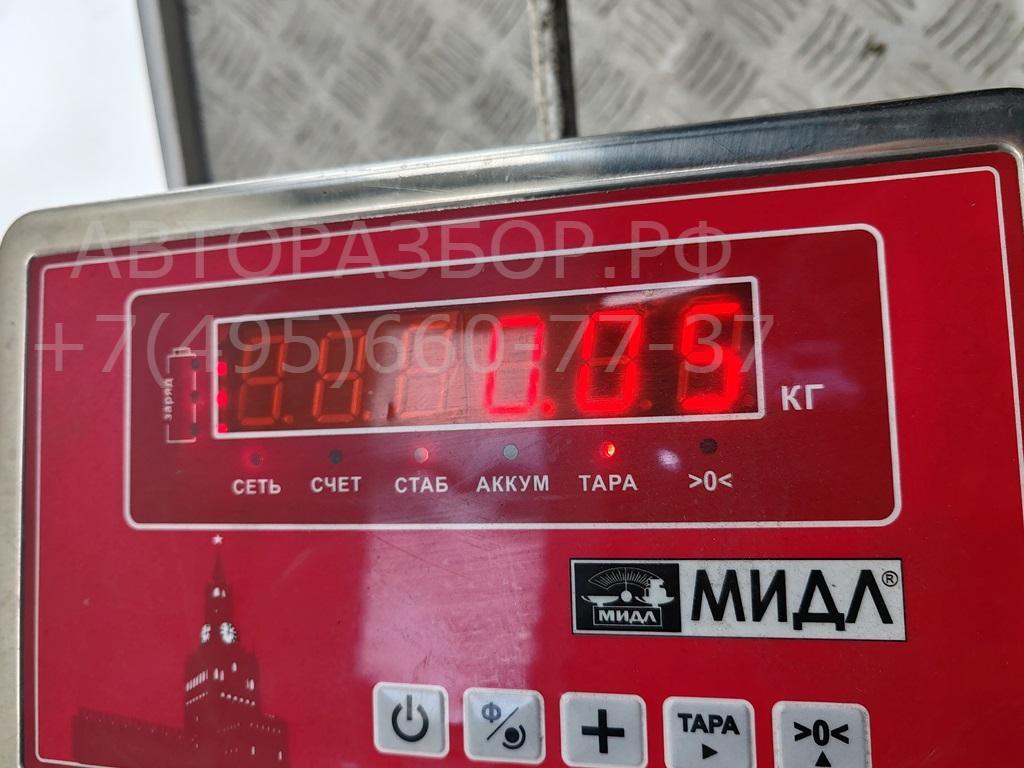 АВТОРАЗБОР.РФ
+7(495)660-77-37
заряд
0.05 КГ
СЕТЬ СЧЕТ СТАБ АККУМ ТАРА >0<
МИДЛ МИДЛ®
Ф ТАРА >0<